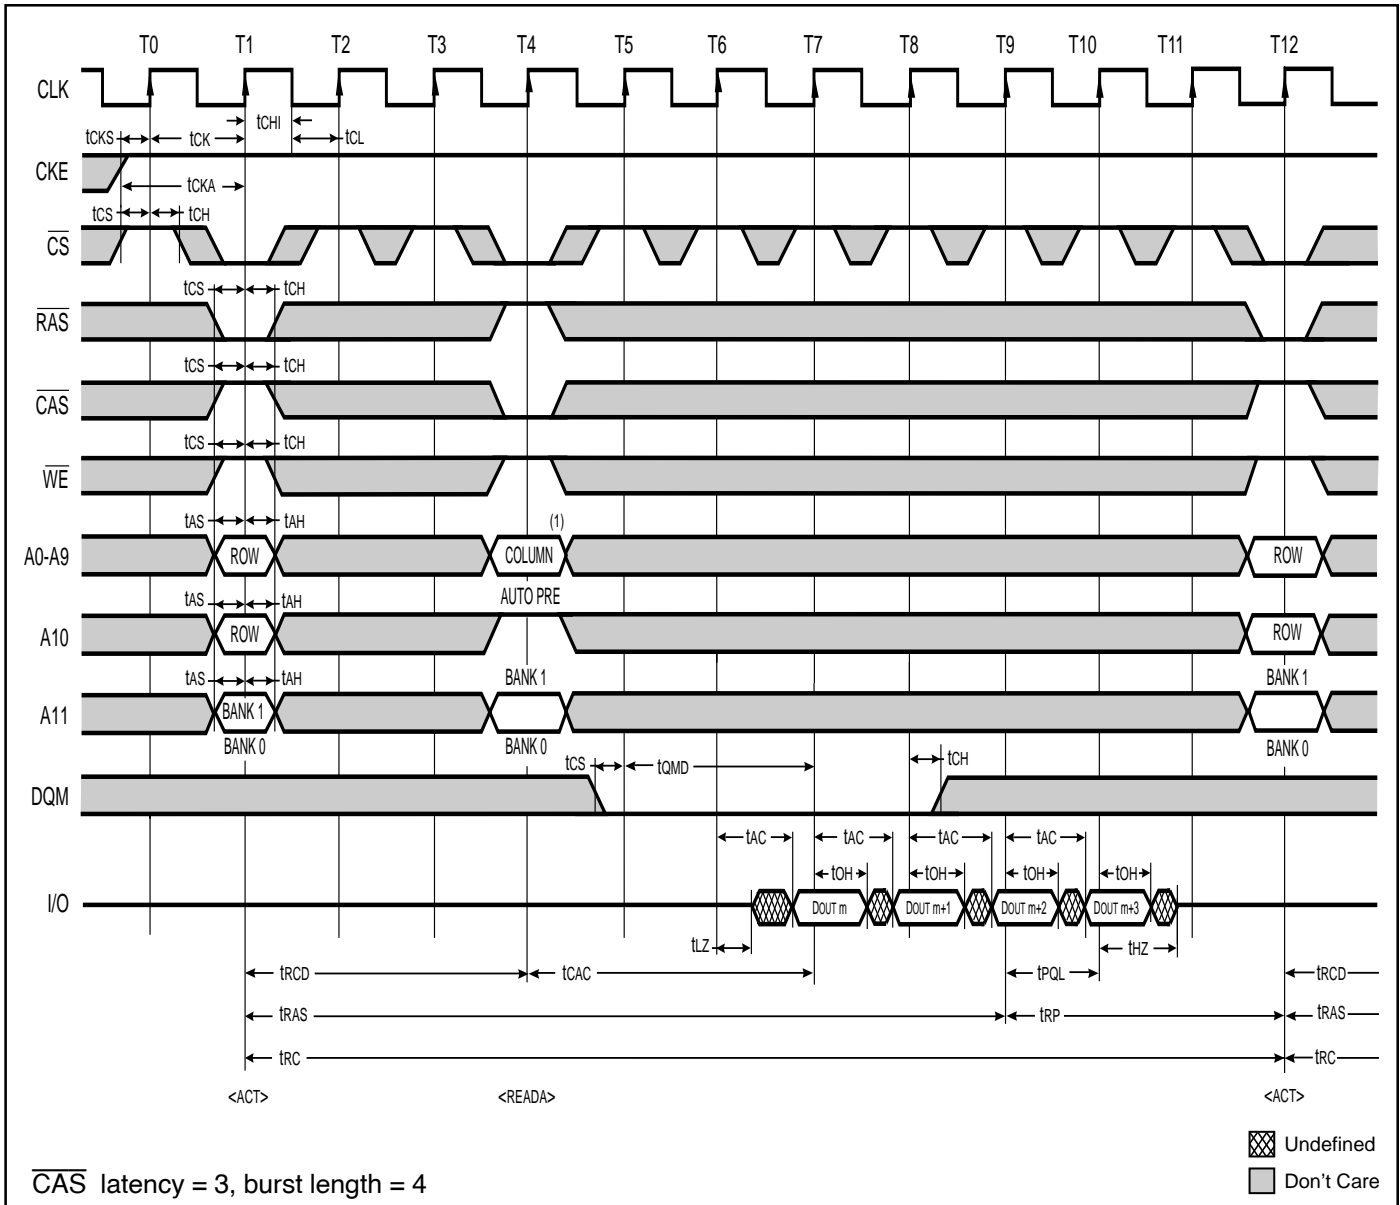 T0 T1 T2 T3 T4 T5 T6 T7 T8 T9 T10 T11 T12
CLK
tCHI
tCKS tCK tCL
CKE
tCKA
tCS tCH
CS
tCS tCH
RAS
tCS tCH
CAS
tCS tCH
WE
tAS tAH (1)
A0-A9 ROW COLUMN ROW
tAS tAH AUTO PRE
A10 ROW ROW
tAS tAH BANK 1 BANK 1
A11 BANK 1
BANK 0 BANK 0 BANK 0
tCS tQMD tCH
DQM
tAC tAC tAC tAC
tOH tOH tOH tOH
I/O DOUT m DOUT m+1 DOUT m+2 DOUT m+3
tLZ tHZ
tRCD tCAC tPQL tRCD
tRAS tRP tRAS
tRC tRC
<ACT> <READA> <ACT>
Undefined
Don't Care
CAS latency = 3, burst length = 4